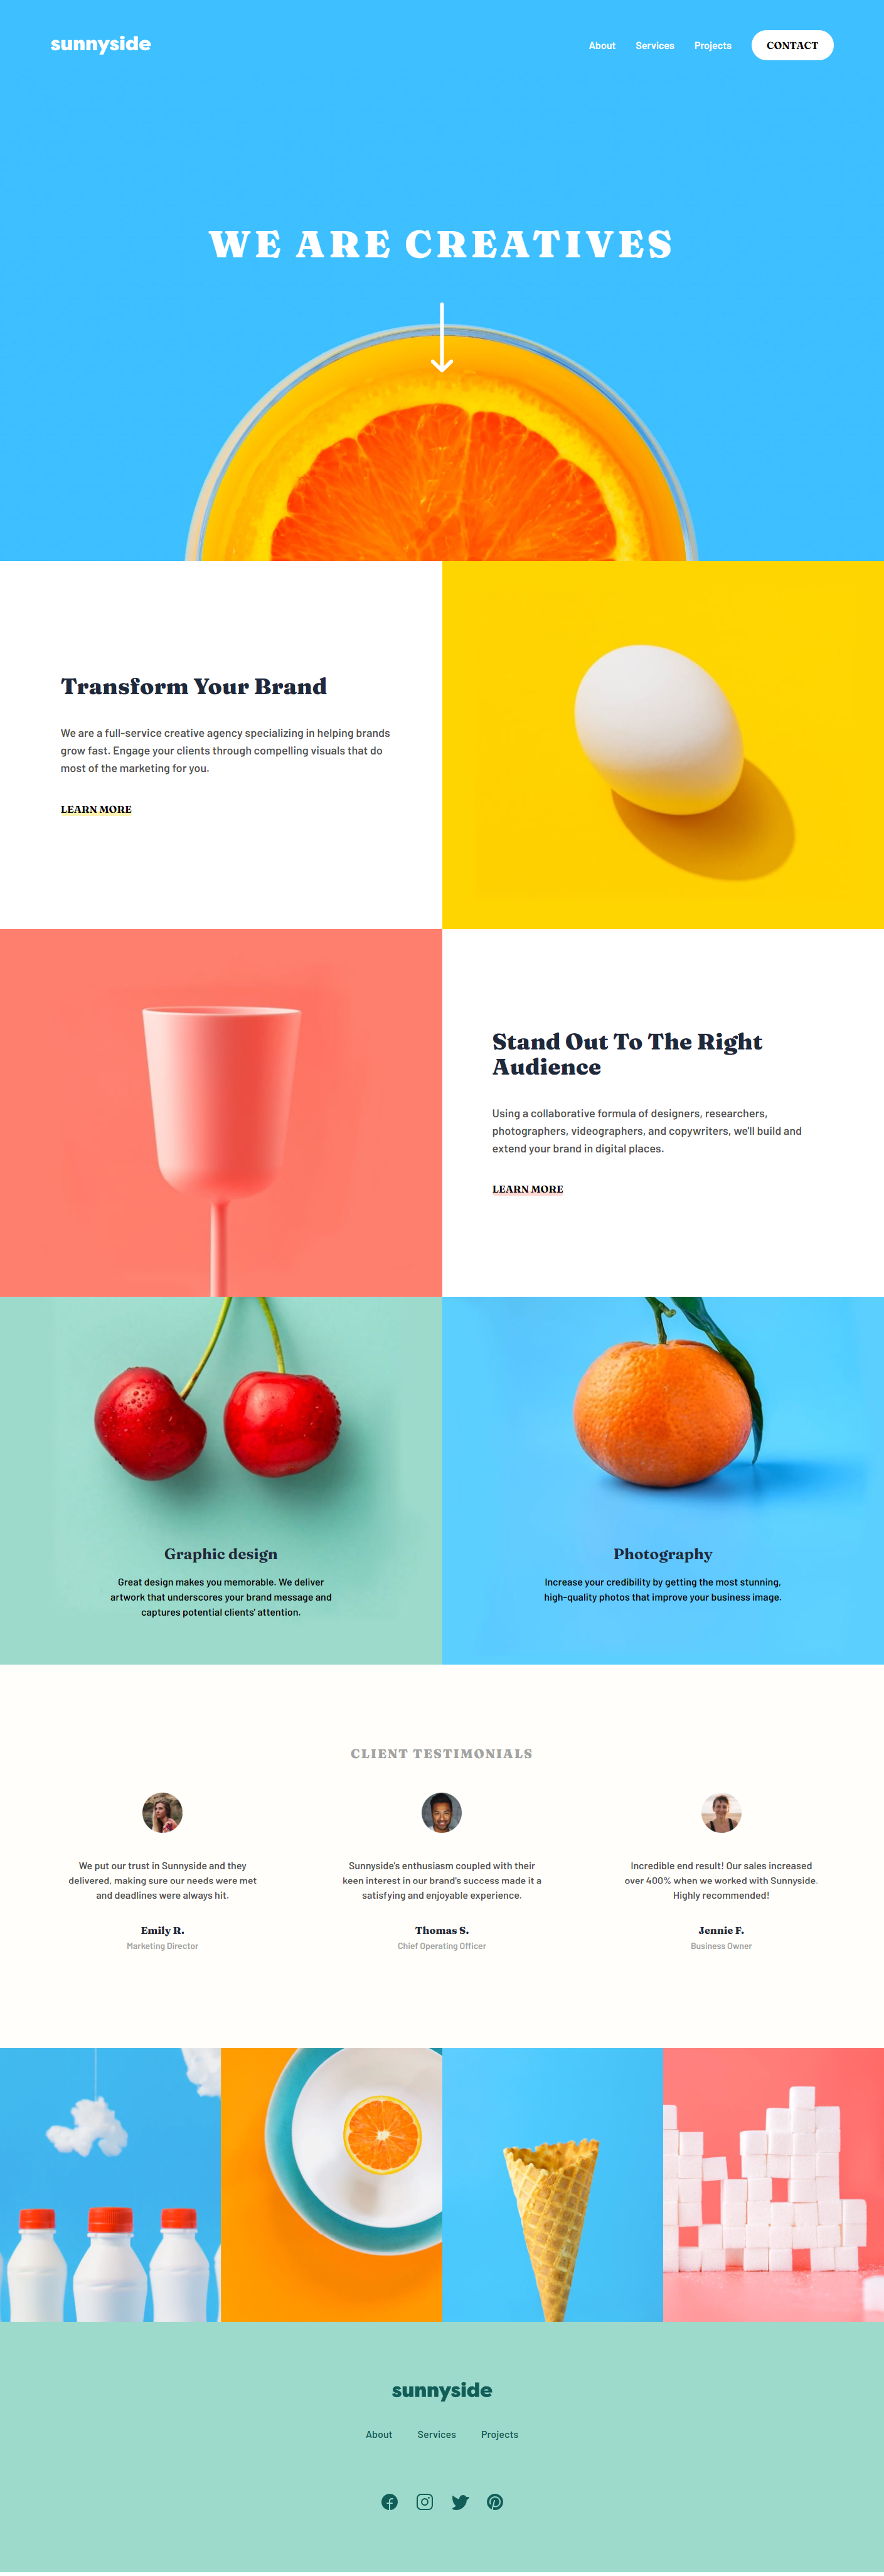 sunnyside
About Services Projects CONTACT
WE ARE CREATIVES
Transform Your Brand
We are a full-service creative agency specializing in helping brands
grow fast. Engage your clients through compelling visuals that do
most of the marketing for you.
LEARN MORE
Stand Out To The Right
Audience
Using a collaborative formula of designers, researchers,
photographers, videographers, and copywriters, we'll build and
extend your brand in digital places.
LEARN MORE
Graphic design
Great design makes you memorable. We deliver
artwork that underscores your brand message and
captures potential clients' attention.
Photography
Increase your credibility by getting the most stunning,
high-quality photos that improve your business image.
CLIENT TESTIMONIALS
We put our trust in Sunnyside and they
delivered, making sure our needs were met
and deadlines were always hit.
Emily R.
Marketing Director
Sunnyside's enthusiasm coupled with their
keen interest in our brand's success made it a
satisfying and enjoyable experience.
Thomas S.
Chief Operating Officer
Incredible end result! Our sales increased
over 400% when we worked with Sunnyside.
Highly recommended!
Jennie F.
Business Owner
sunnyside
About Services Projects